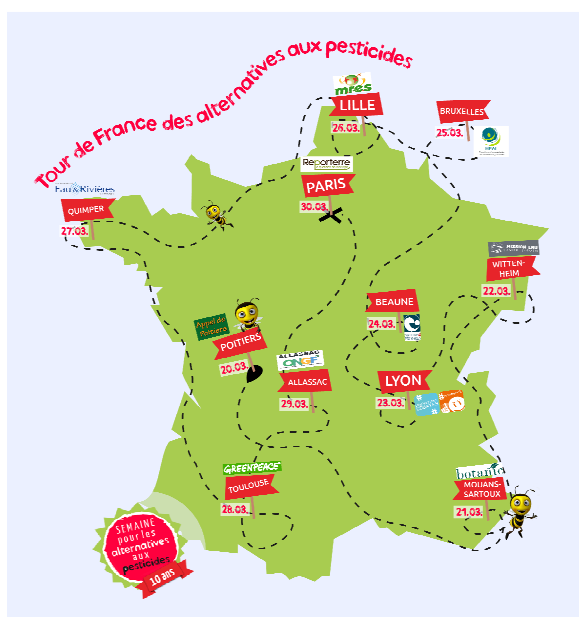 Tour de France des alternatives aux pesticides
mres
LILLE
26.03.
BRUXELLES
25.03.
HEAL
Reporterre
PARIS
30.03.
Eau & Rivières
QUIMPER
27.03.
WITTEN-
HEIM
22.03.
BEAUNE
24.03.
Appel de
Poitiers
POITIERS
20.03.
ALLASSAC
ONGF
ALLASSAC
29.03.
LYON
23.03.
GREENPEACE
TOULOUSE
28.03.
botanic
MOUANS-
SARTOUX
21.03.
SEMAINE
pour les
alternatives
aux
pesticides
10 ans